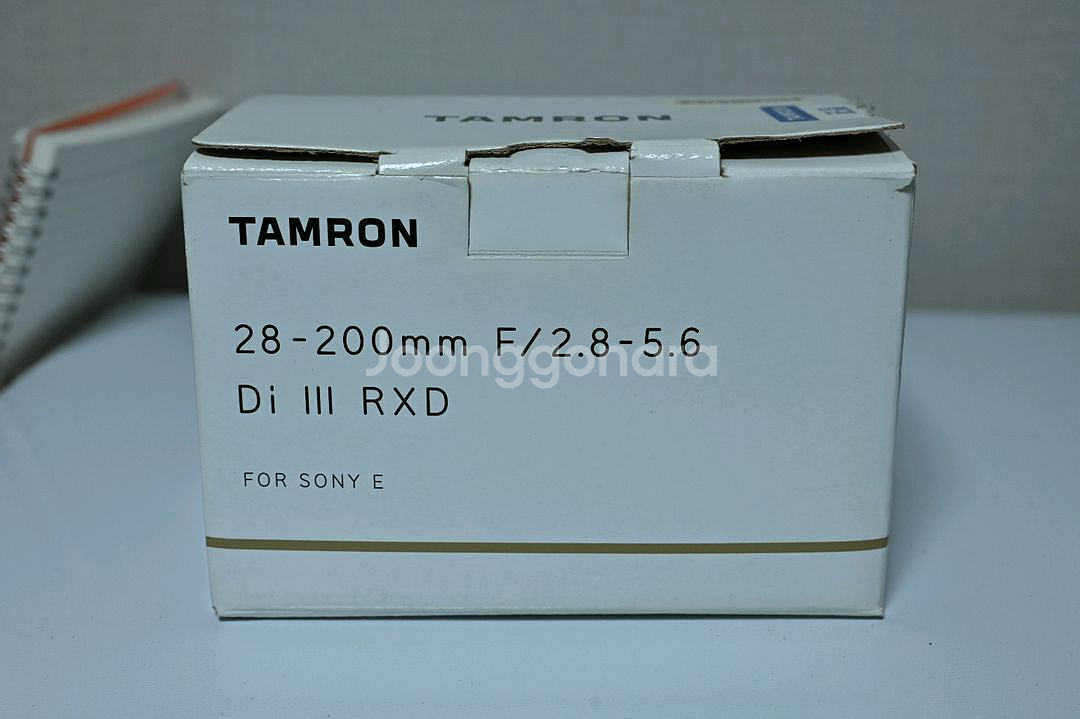 TAMRON
TAMRON
28-200mm F/2.8-5.6
Joonggonara
Di III RXD
FOR SONY E